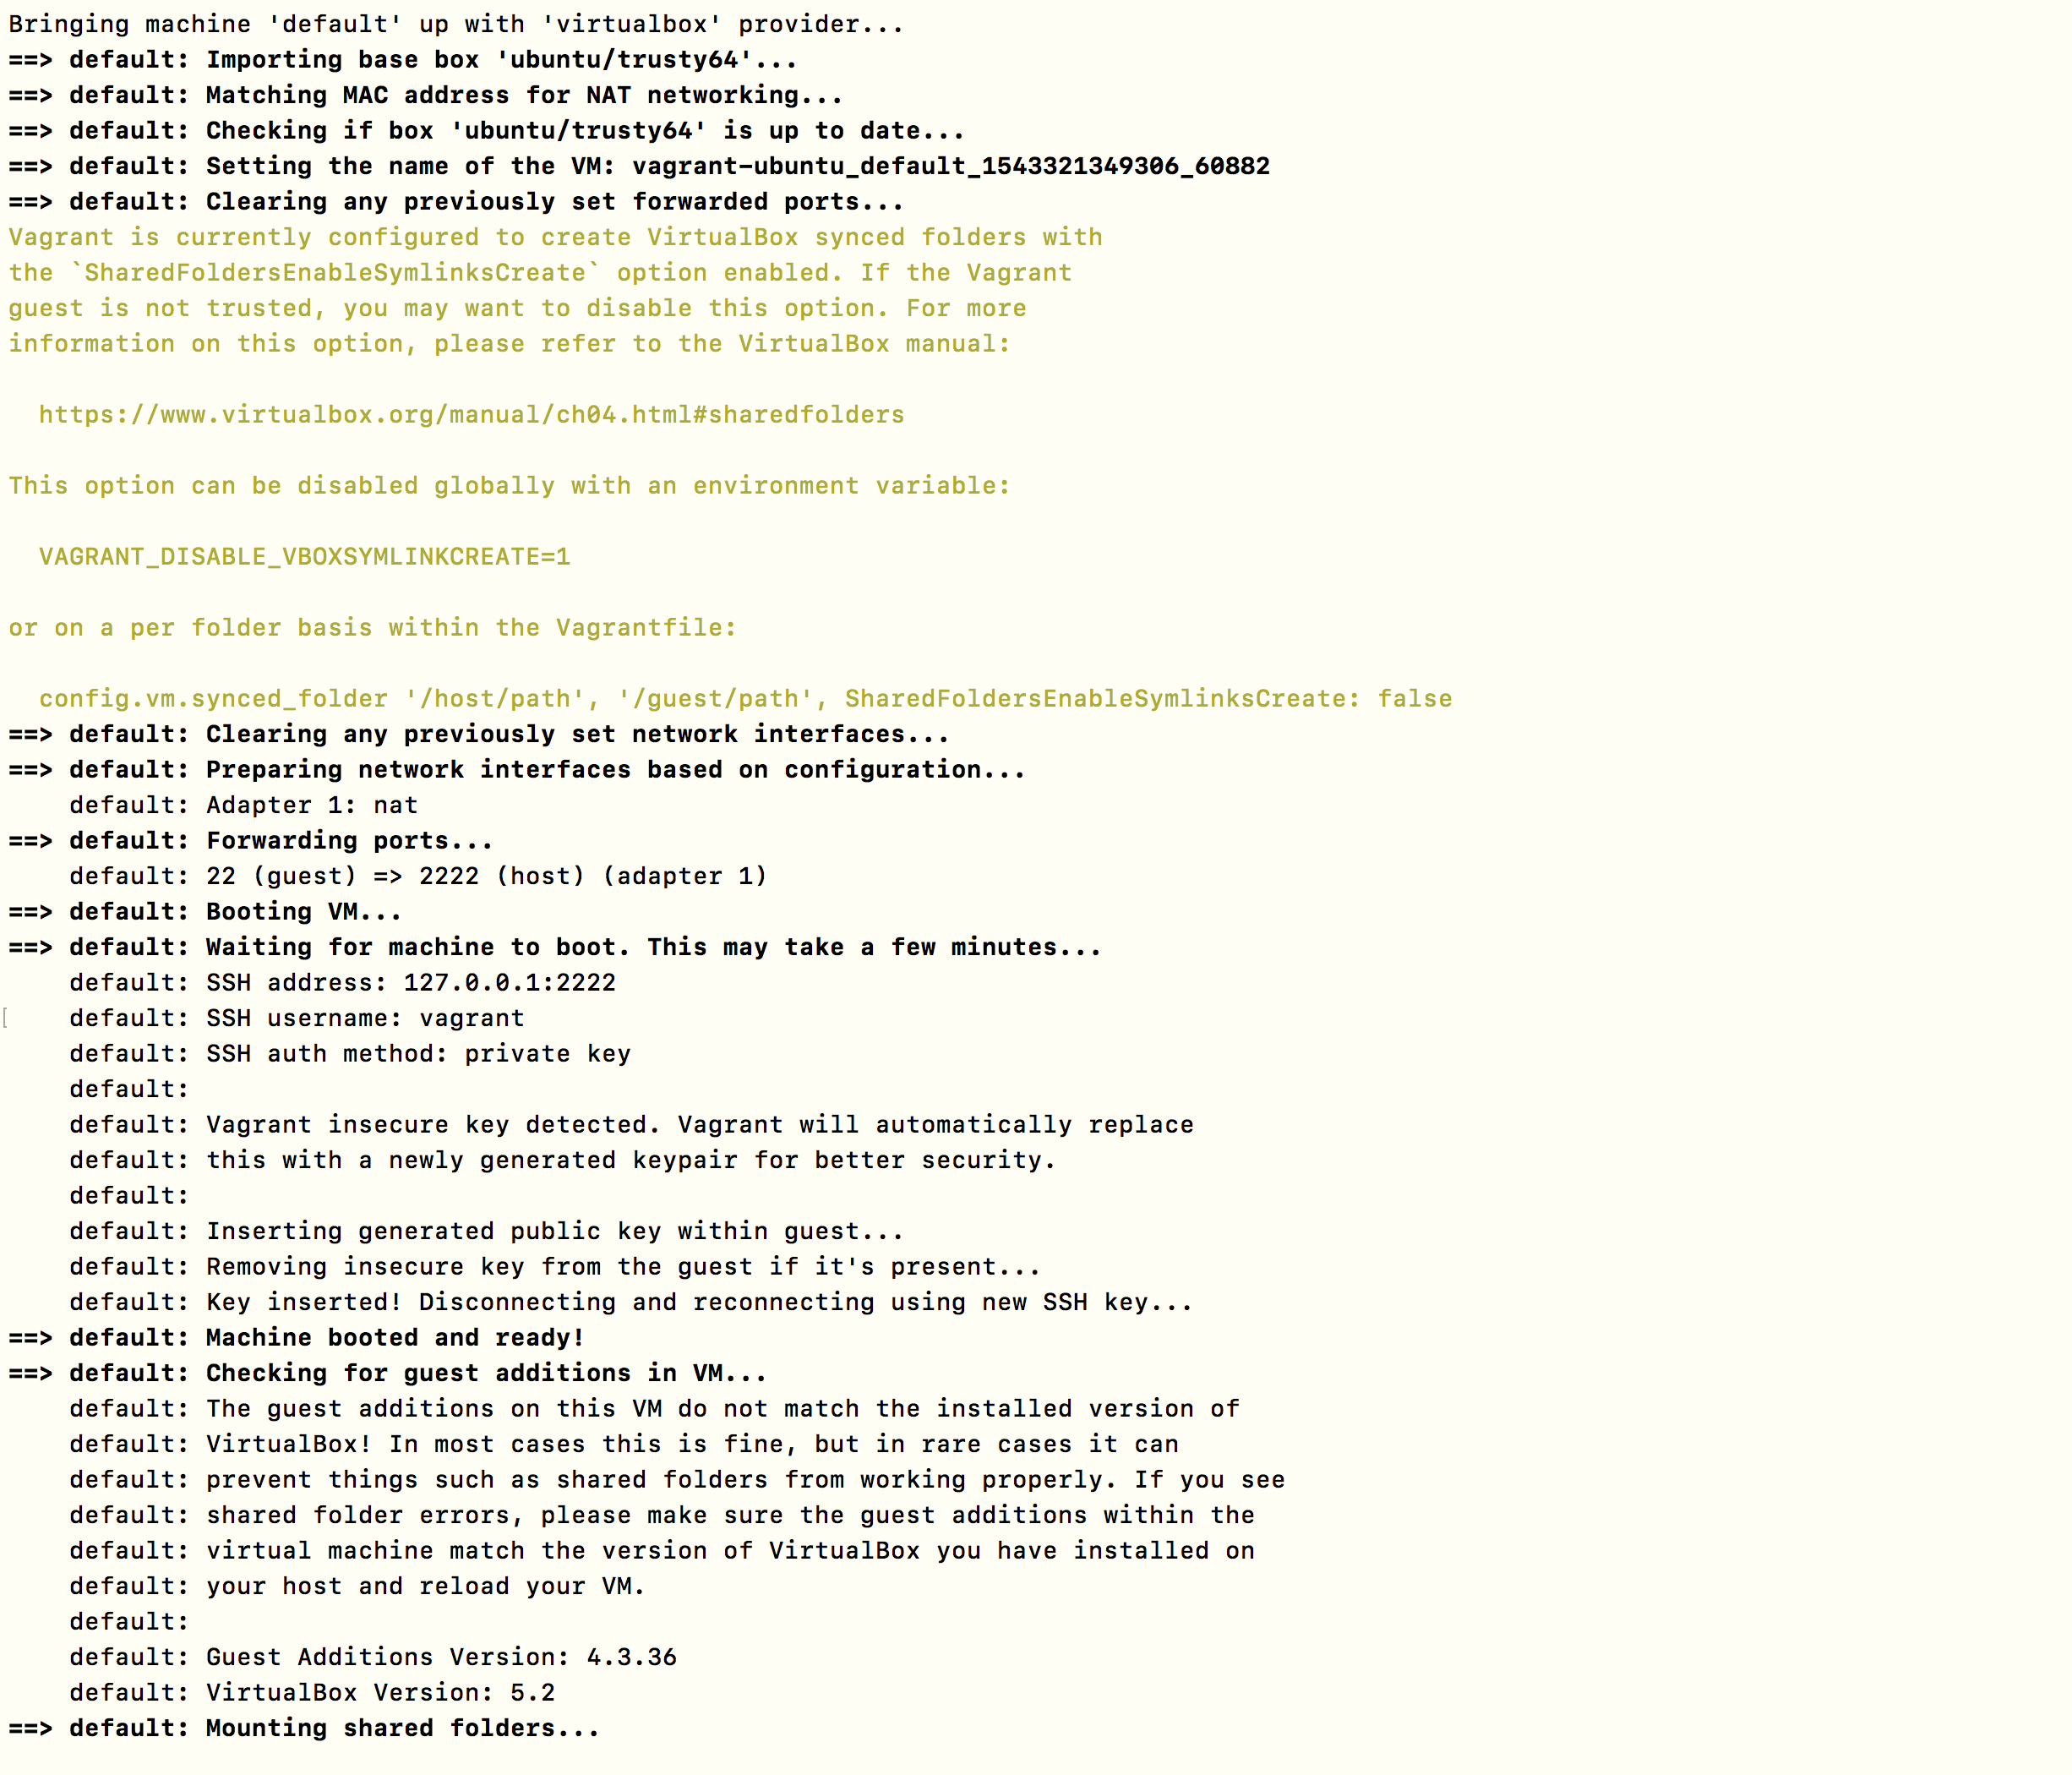 Bringing machine 'default' up with 'virtualbox' provider...
==> default: Importing base box 'ubuntu/trusty64'...
==> default: Matching MAC address for NAT networking...
==> default: Checking if box 'ubuntu/trusty64' is up to date...
==> default: Setting the name of the VM: vagrant-ubuntu_default_1543321349306_60882
==> default: Clearing any previously set forwarded ports...
Vagrant is currently configured to create VirtualBox synced folders with
the `SharedFoldersEnableSymlinksCreate` option enabled. If the Vagrant
guest is not trusted, you may want to disable this option. For more
information on this option, please refer to the VirtualBox manual:

  https://www.virtualbox.org/manual/ch04.html#sharedfolders

This option can be disabled globally with an environment variable:

  VAGRANT_DISABLE_VBOXSYMLINKCREATE=1

or on a per folder basis within the Vagrantfile:

  config.vm.synced_folder '/host/path', '/guest/path', SharedFoldersEnableSymlinksCreate: false
==> default: Clearing any previously set network interfaces...
==> default: Preparing network interfaces based on configuration...
    default: Adapter 1: nat
==> default: Forwarding ports...
    default: 22 (guest) => 2222 (host) (adapter 1)
==> default: Booting VM...
==> default: Waiting for machine to boot. This may take a few minutes...
    default: SSH address: 127.0.0.1:2222
[    default: SSH username: vagrant
    default: SSH auth method: private key
    default:
    default: Vagrant insecure key detected. Vagrant will automatically replace
    default: this with a newly generated keypair for better security.
    default:
    default: Inserting generated public key within guest...
    default: Removing insecure key from the guest if it's present...
    default: Key inserted! Disconnecting and reconnecting using new SSH key...
==> default: Machine booted and ready!
==> default: Checking for guest additions in VM...
    default: The guest additions on this VM do not match the installed version of
    default: VirtualBox! In most cases this is fine, but in rare cases it can
    default: prevent things such as shared folders from working properly. If you see
    default: shared folder errors, please make sure the guest additions within the
    default: virtual machine match the version of VirtualBox you have installed on
    default: your host and reload your VM.
    default:
    default: Guest Additions Version: 4.3.36
    default: VirtualBox Version: 5.2
==> default: Mounting shared folders...